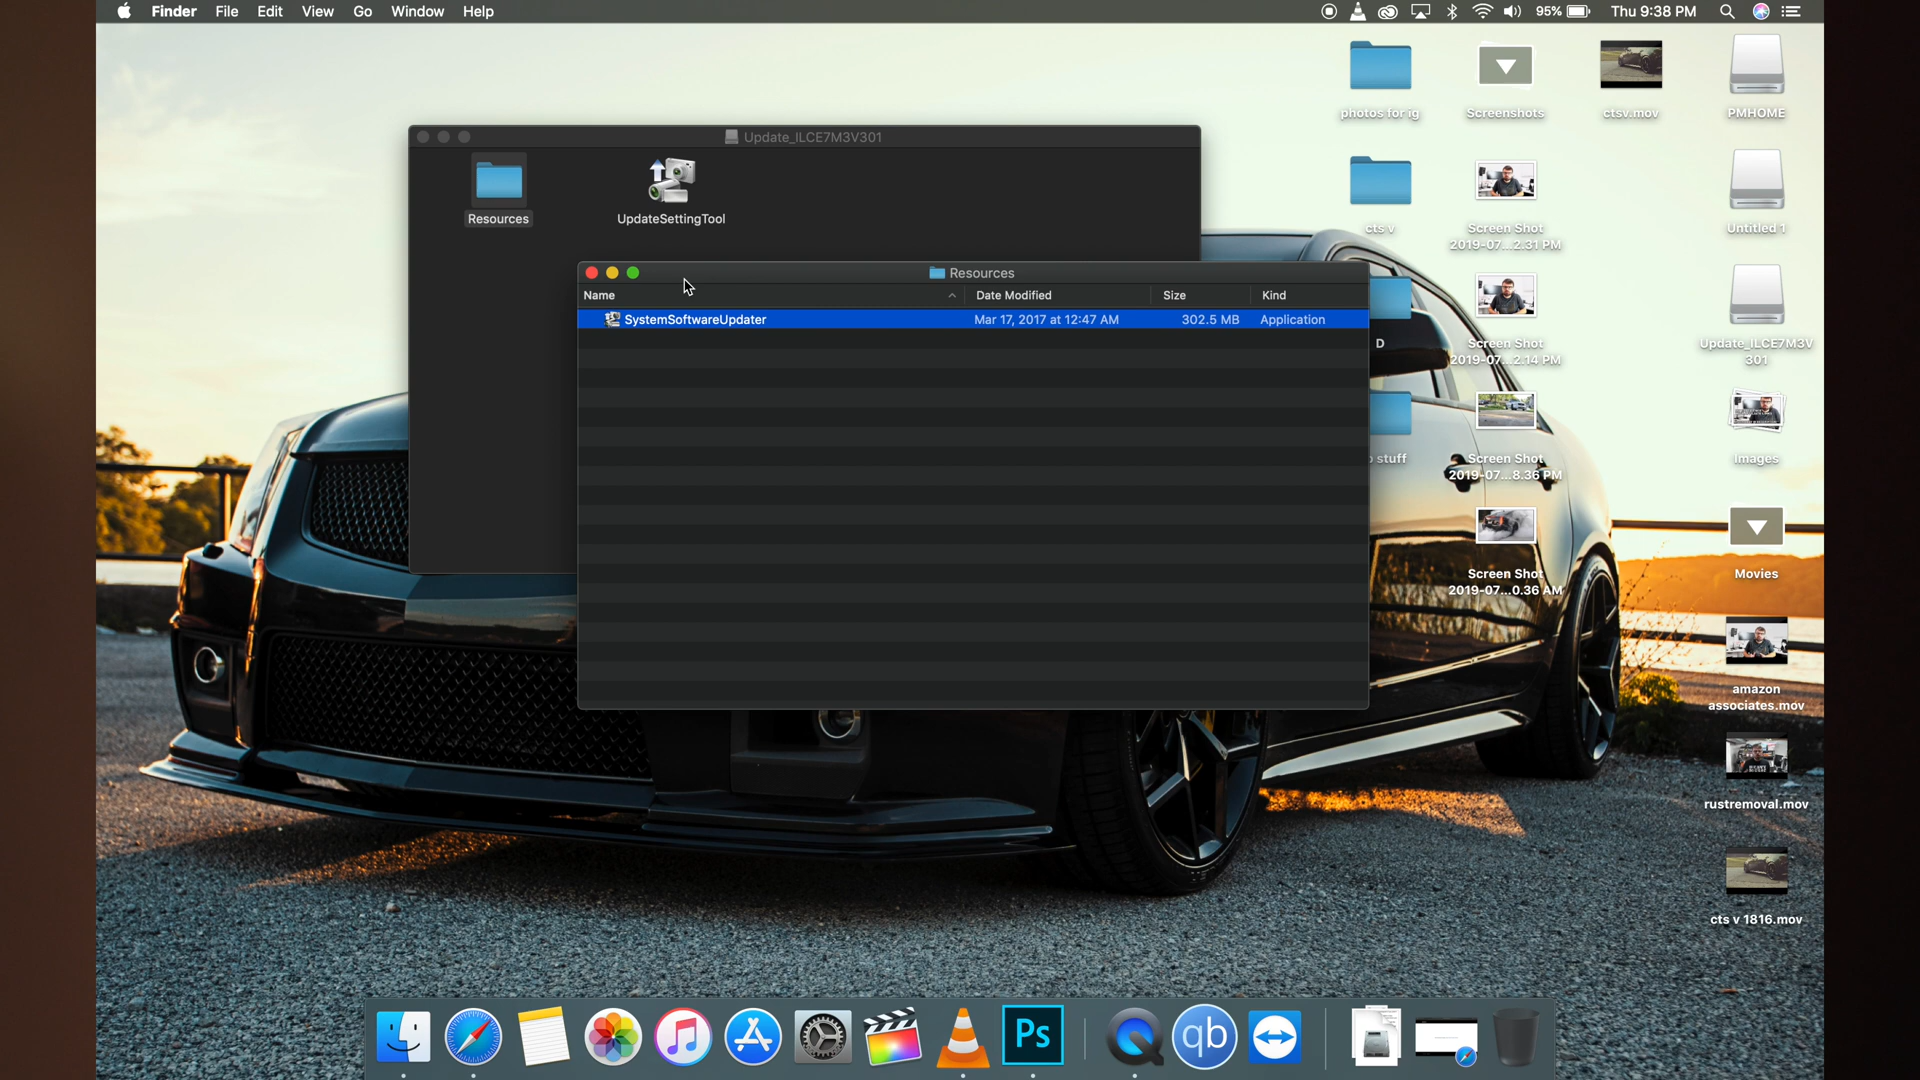 Finder File Edit View Go Window Help
95% Thu 9:38 PM
photos for ig
Screenshots
ctsv.mov
PMHOME
Update_ILCE7M3V301
Resources
UpdateSettingTool
cts v
Screen Shot
2019-07...2.31 PM
Untitled 1
Resources
Name Date Modified Size Kind
SystemSoftwareUpdater Mar 17, 2017 at 12:47 AM 302.5 MB Application
D
Screen Shot
2019-07...2.14 PM
Update_ILCE7M3V
301
stuff
Screen Shot
2019-07...8.36 PM
Images
Screen Shot
2019-07...0.36 AM
Movies
amazon
associates.mov
rustremoval.mov
cts v 1816.mov
Ps
qb